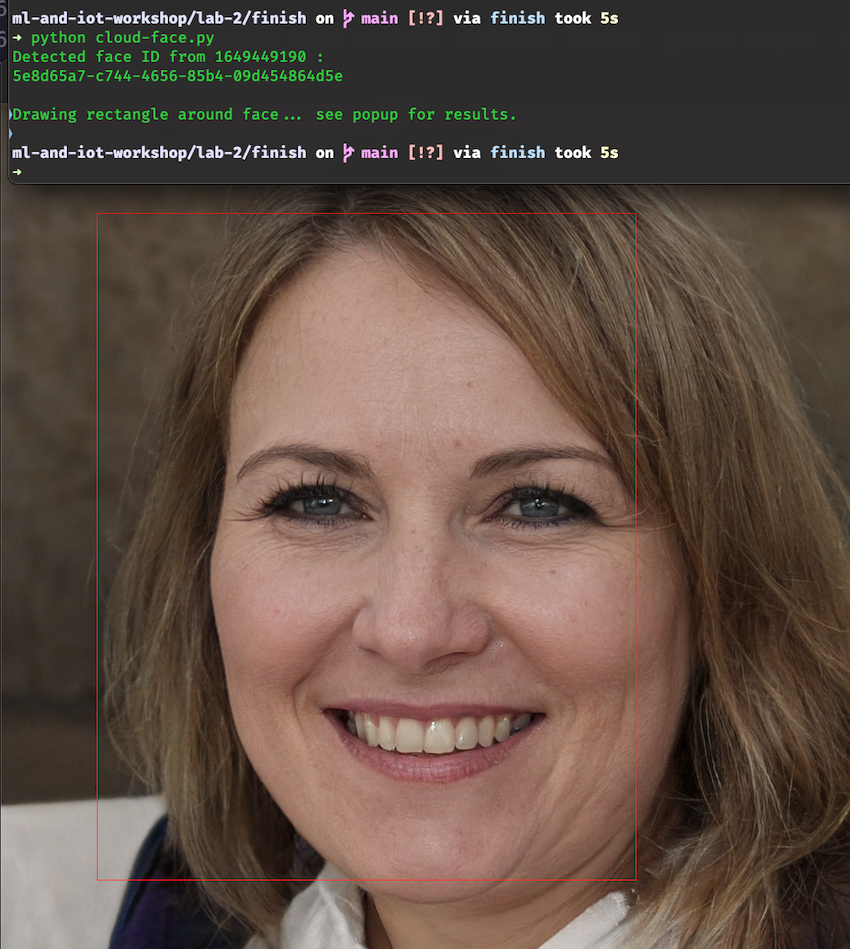 ml-and-iot-workshop/lab-2/finish on main [!?] via finish took 5s
➜ python cloud-face.py
Detected face ID from 1649449190 :
5e8d65a7-c744-4656-85b4-09d454864d5e
Drawing rectangle around face... see popup for results.
ml-and-iot-workshop/lab-2/finish on main [!?] via finish took 5s
➜